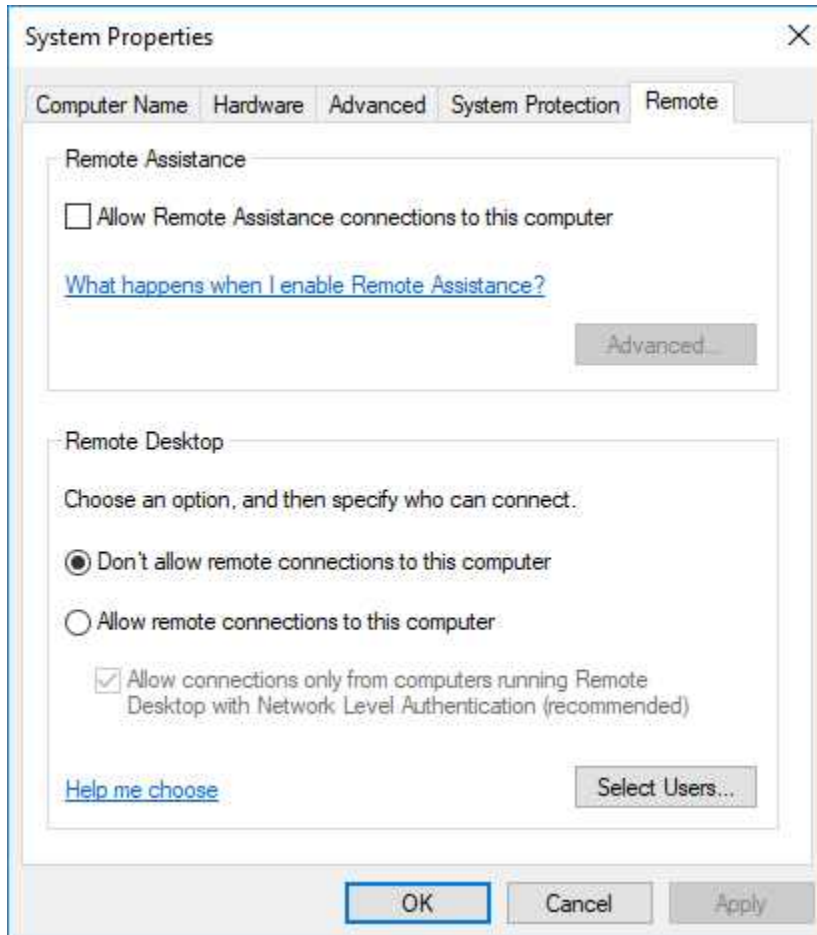 System Properties
Computer Name Hardware Advanced System Protection Remote
Remote Assistance
Allow Remote Assistance connections to this computer
What happens when I enable Remote Assistance?
Advanced...
Remote Desktop
Choose an option, and then specify who can connect.
Don't allow remote connections to this computer
Allow remote connections to this computer
Allow connections only from computers running Remote
Desktop with Network Level Authentication (recommended)
Help me choose Select Users...
OK Cancel Apply